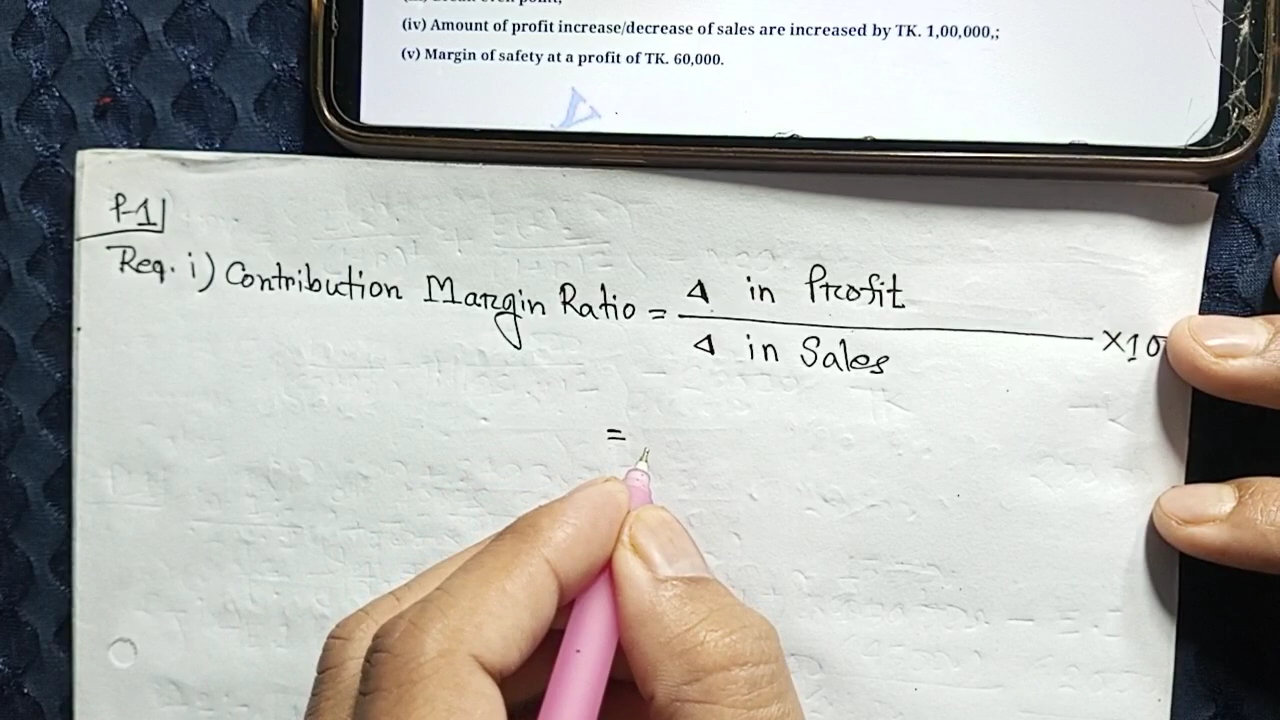 (iv) Amount of profit increase/decrease of sales are increased by TK. 1,00,000,;
(v) Margin of safety at a profit of TK. 60,000.
P-1
Req. i) Contribution Margin Ratio = Δ in Profit
Δ in Sales ×10
=